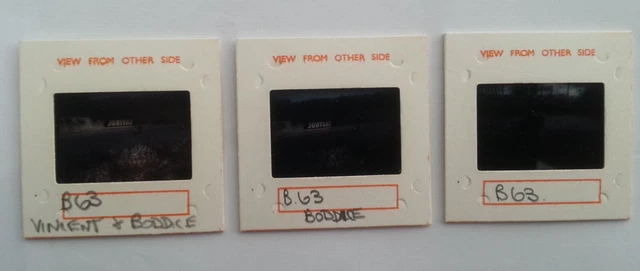 VIEW FROM OTHER SIDE
B63
VINCENT & BODDICE
VIEW FROM OTHER SIDE
B.63
BODDICE
VIEW FROM OTHER SIDE
B63.